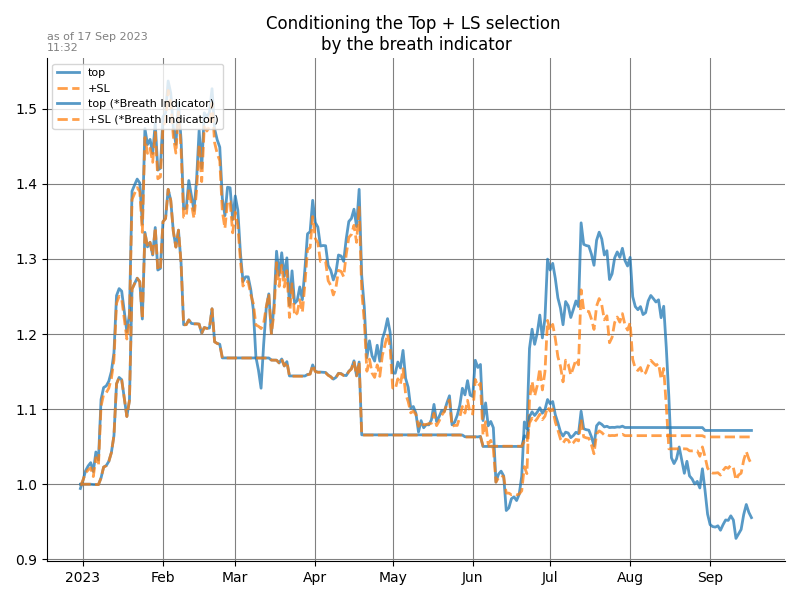 Conditioning the Top + LS selection
by the breath indicator
as of 17 Sep 2023
11:32
top
+SL
top (*Breath Indicator)
+SL (*Breath Indicator)
1.5
1.4
1.3
1.2
1.1
1.0
0.9
2023 Feb Mar Apr May Jun Jul Aug Sep